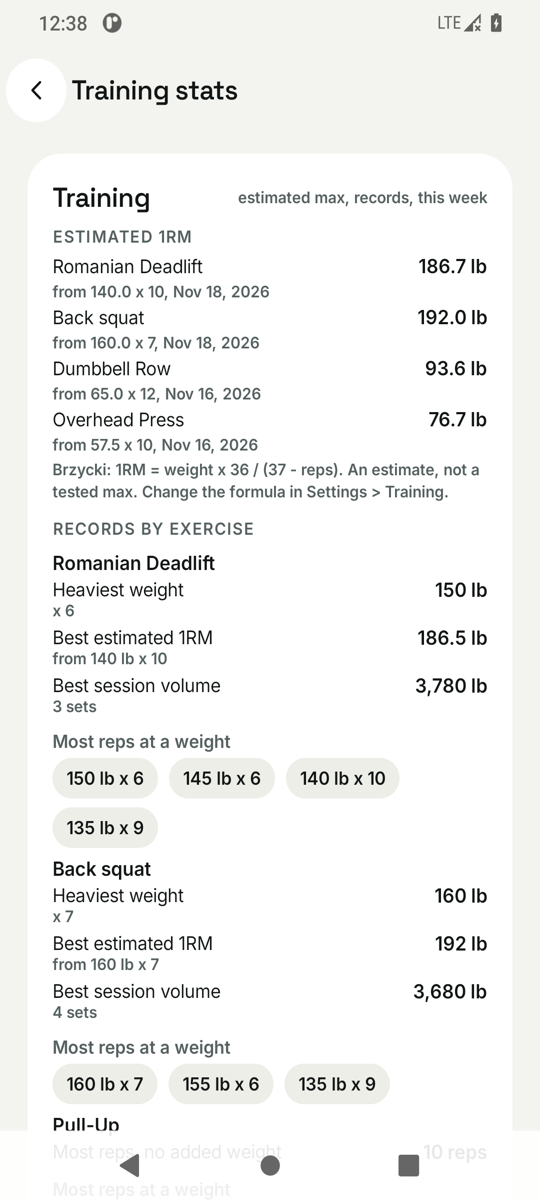 12:38
LTE
Training stats
Training
estimated max, records, this week
ESTIMATED 1RM
Romanian Deadlift 186.7 lb
from 140.0 x 10, Nov 18, 2026
Back squat 192.0 lb
from 160.0 x 7, Nov 18, 2026
Dumbbell Row 93.6 lb
from 65.0 x 12, Nov 16, 2026
Overhead Press 76.7 lb
from 57.5 x 10, Nov 16, 2026
Brzycki: 1RM = weight x 36 / (37 - reps). An estimate, not a
tested max. Change the formula in Settings > Training.
RECORDS BY EXERCISE
Romanian Deadlift
Heaviest weight 150 lb
x 6
Best estimated 1RM 186.5 lb
from 140 lb x 10
Best session volume 3,780 lb
3 sets
Most reps at a weight
150 lb x 6 145 lb x 6 140 lb x 10
135 lb x 9
Back squat
Heaviest weight 160 lb
x 7
Best estimated 1RM 192 lb
from 160 lb x 7
Best session volume 3,680 lb
4 sets
Most reps at a weight
160 lb x 7 155 lb x 6 135 lb x 9
Pull-Up
Most reps, no added weight 10 reps
Most reps at a weight